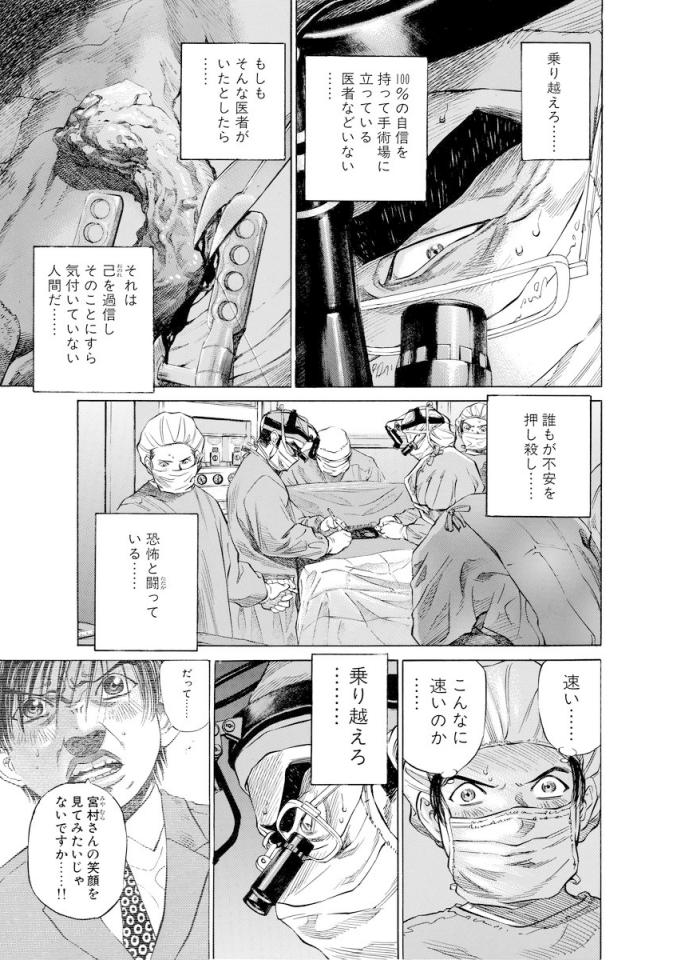 乗り越えろ……
100％の自信を
持って手術場に
立っている
医者などいない
もしも
そんな医者が
いたとしたら
……
それは
己を過信し
そのことにすら
気付いていない
人間だ……
誰もが不安を
押し殺し……
恐怖と闘って
いる……
速い……
こんなに
速いのか
乗り越えろ
………
だって……
宮村さんの笑顔を
見てみたいじゃ
ないですか……!!